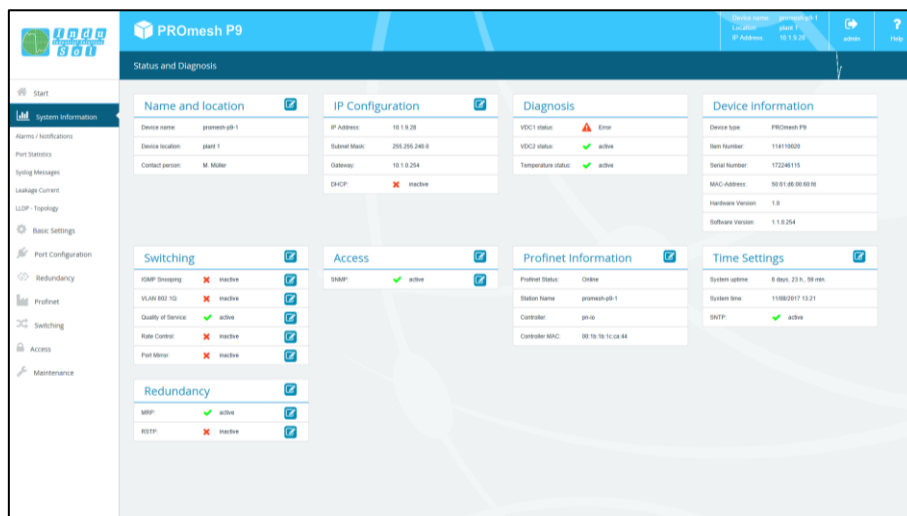 Indu
Sol
PROmesh P9
Device name promesh-p9-1
Location plant 1
IP Address: 10.1.9.28
admin
Help
Status and Diagnosis
Start
System Information
Alarms / Notifications
Port Statistics
Syslog Messages
Leakage Current
LLDP - Topology
Basic Settings
Port Configuration
Redundancy
Profinet
Switching
Access
Maintenance
Name and location
Device name: promesh-p9-1
Device location: plant 1
Contact person: M. Müller
IP Configuration
IP Address: 10.1.9.28
Subnet Mask: 255.255.240.0
Gateway: 10.1.0.254
DHCP: inactive
Diagnosis
VDC1 status: Error
VDC2 status: active
Temperature status: active
Device information
Device type: PROmesh P9
Item Number: 114110020
Serial Number: 172246115
MAC-Address:
Hardware Version: 1.0
Software Version: 1.1.0.254
Switching
IGMP Snooping: inactive
VLAN 802.1Q: inactive
Quality of Service: active
Rate Control: inactive
Port Mirror: inactive
Access
SNMP: active
Profinet Information
Profinet Status: Online
Station Name promesh-p9-1
Controller: pn-io
Controller MAC: 00:1b:1b:1c:ca:44
Time Settings
System uptime: 6 days, 23 h., 59 min.
System time: 11/08/2017 13:21
SNTP: active
Redundancy
MRP: active
RSTP: inactive